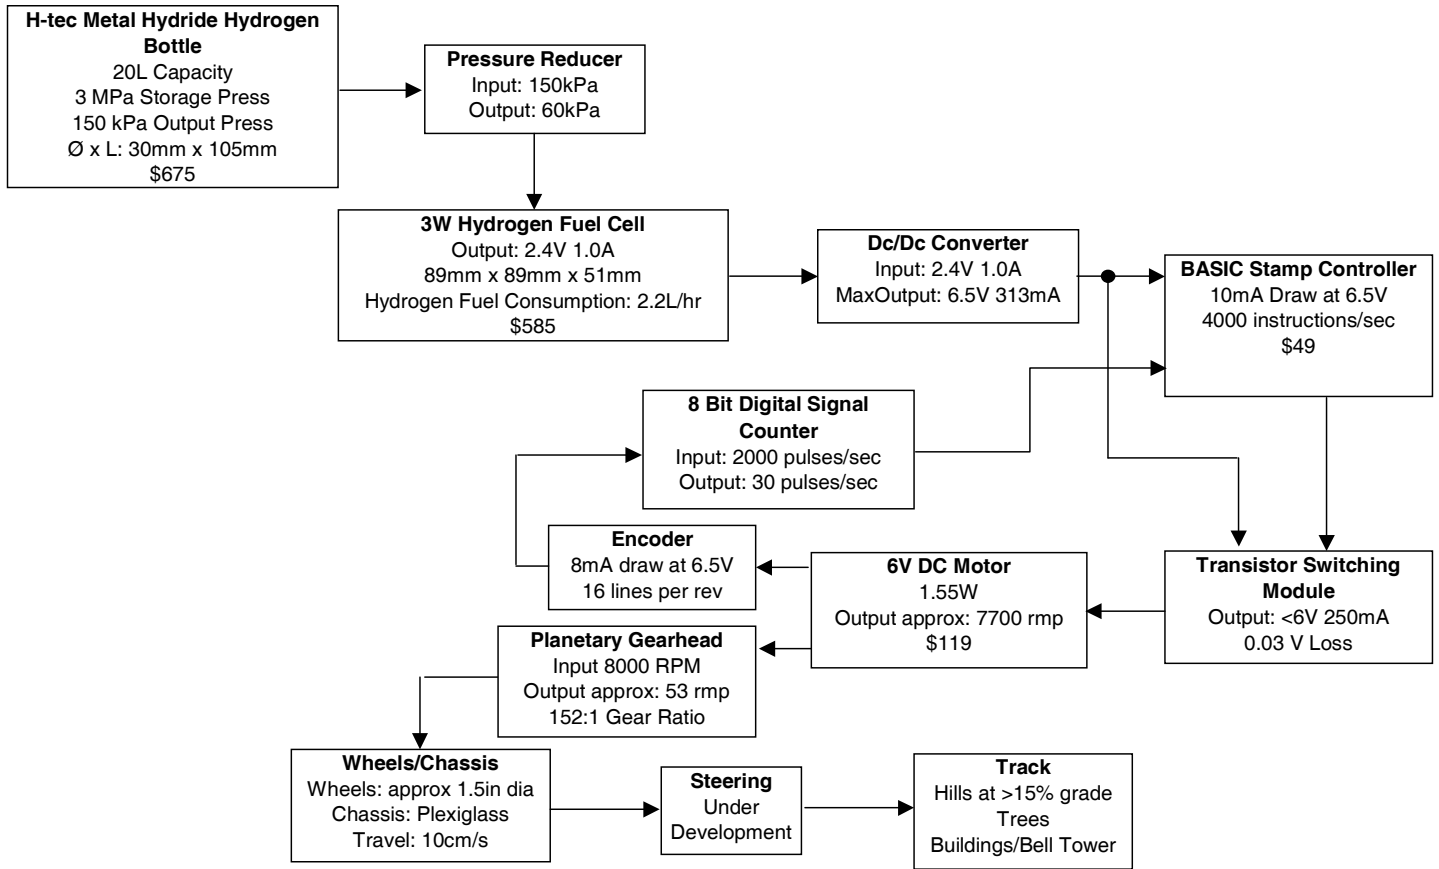 H-tec Metal Hydride Hydrogen
Bottle
20L Capacity
3 MPa Storage Press
150 kPa Output Press
Ø x L: 30mm x 105mm
$675
Pressure Reducer
Input: 150kPa
Output: 60kPa
3W Hydrogen Fuel Cell
Output: 2.4V 1.0A
89mm x 89mm x 51mm
Hydrogen Fuel Consumption: 2.2L/hr
$585
Dc/Dc Converter
Input: 2.4V 1.0A
MaxOutput: 6.5V 313mA
BASIC Stamp Controller
10mA Draw at 6.5V
4000 instructions/sec
$49
8 Bit Digital Signal
Counter
Input: 2000 pulses/sec
Output: 30 pulses/sec
Encoder
8mA draw at 6.5V
16 lines per rev
6V DC Motor
1.55W
Output approx: 7700 rmp
$119
Transistor Switching
Module
Output: <6V 250mA
0.03 V Loss
Planetary Gearhead
Input 8000 RPM
Output approx: 53 rmp
152:1 Gear Ratio
Wheels/Chassis
Wheels: approx 1.5in dia
Chassis: Plexiglass
Travel: 10cm/s
Steering
Under
Development
Track
Hills at >15% grade
Trees
Buildings/Bell Tower